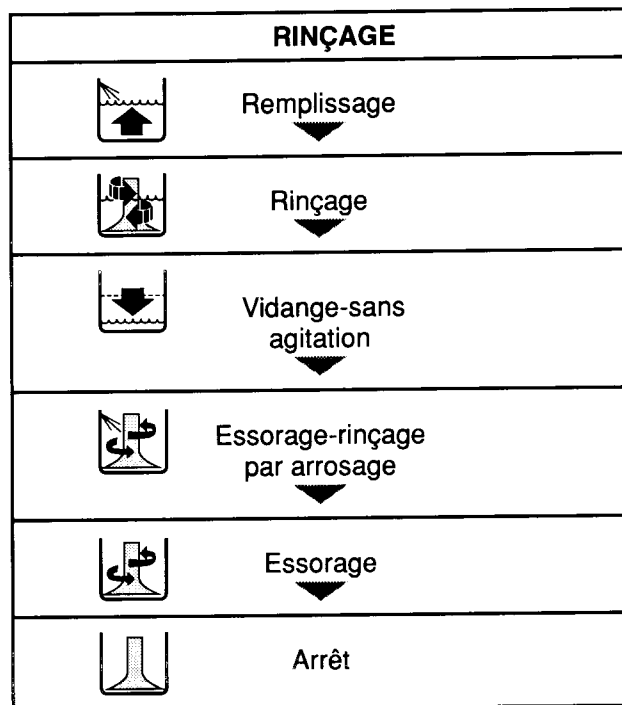 RINÇAGE
Remplissage
Rinçage
Vidange-sans
agitation
Essorage-rinçage
par arrosage
Essorage
Arrêt